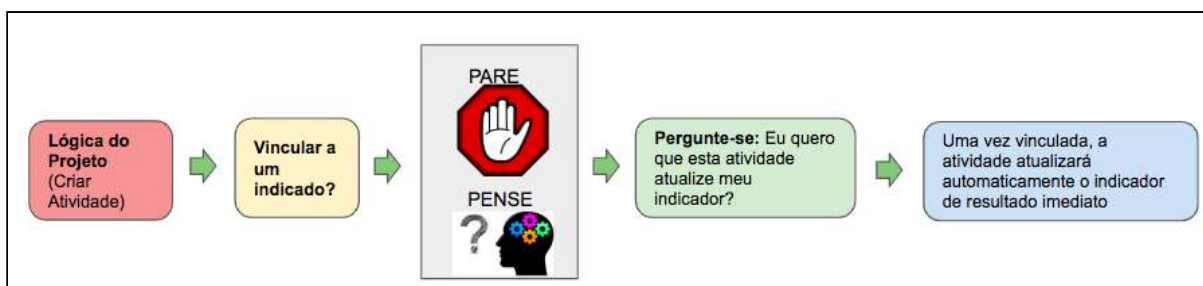 Lógica do
Projeto
(Criar
Atividade)
Vincular a
um
indicado?
PARE
PENSE
?
Pergunte-se: Eu quero
que esta atividade
atualize meu
indicador?
Uma vez vinculada, a
atividade atualizará
automaticamente o indicador
de resultado imediato